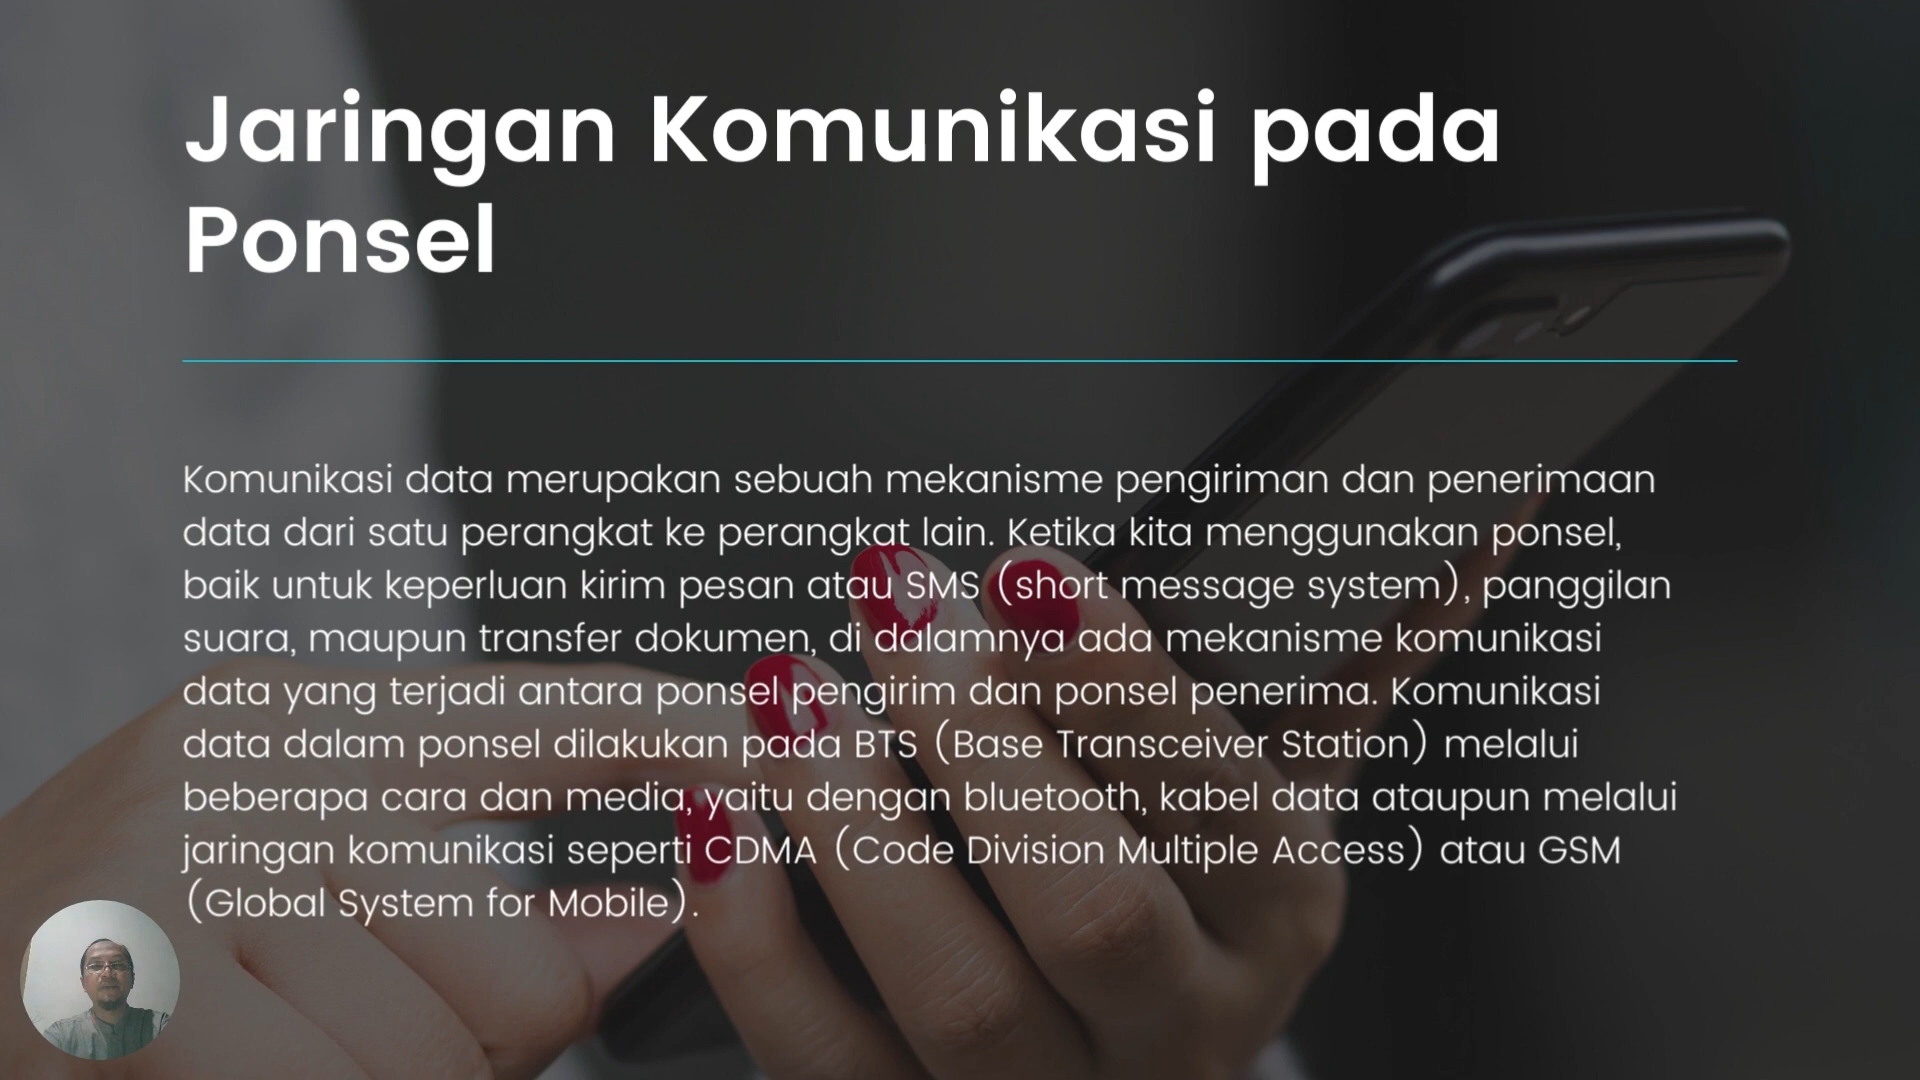 Jaringan Komunikasi pada
Ponsel
Komunikasi data merupakan sebuah mekanisme pengiriman dan penerimaan
data dari satu perangkat ke perangkat lain. Ketika kita menggunakan ponsel,
baik untuk keperluan kirim pesan atau SMS (short message system), panggilan
suara, maupun transfer dokumen, di dalamnya ada mekanisme komunikasi
data yang terjadi antara ponsel pengirim dan ponsel penerima. Komunikasi
data dalam ponsel dilakukan pada BTS (Base Transceiver Station) melalui
beberapa cara dan media, yaitu dengan bluetooth, kabel data ataupun melalui
jaringan komunikasi seperti CDMA (Code Division Multiple Access) atau GSM
(Global System for Mobile).